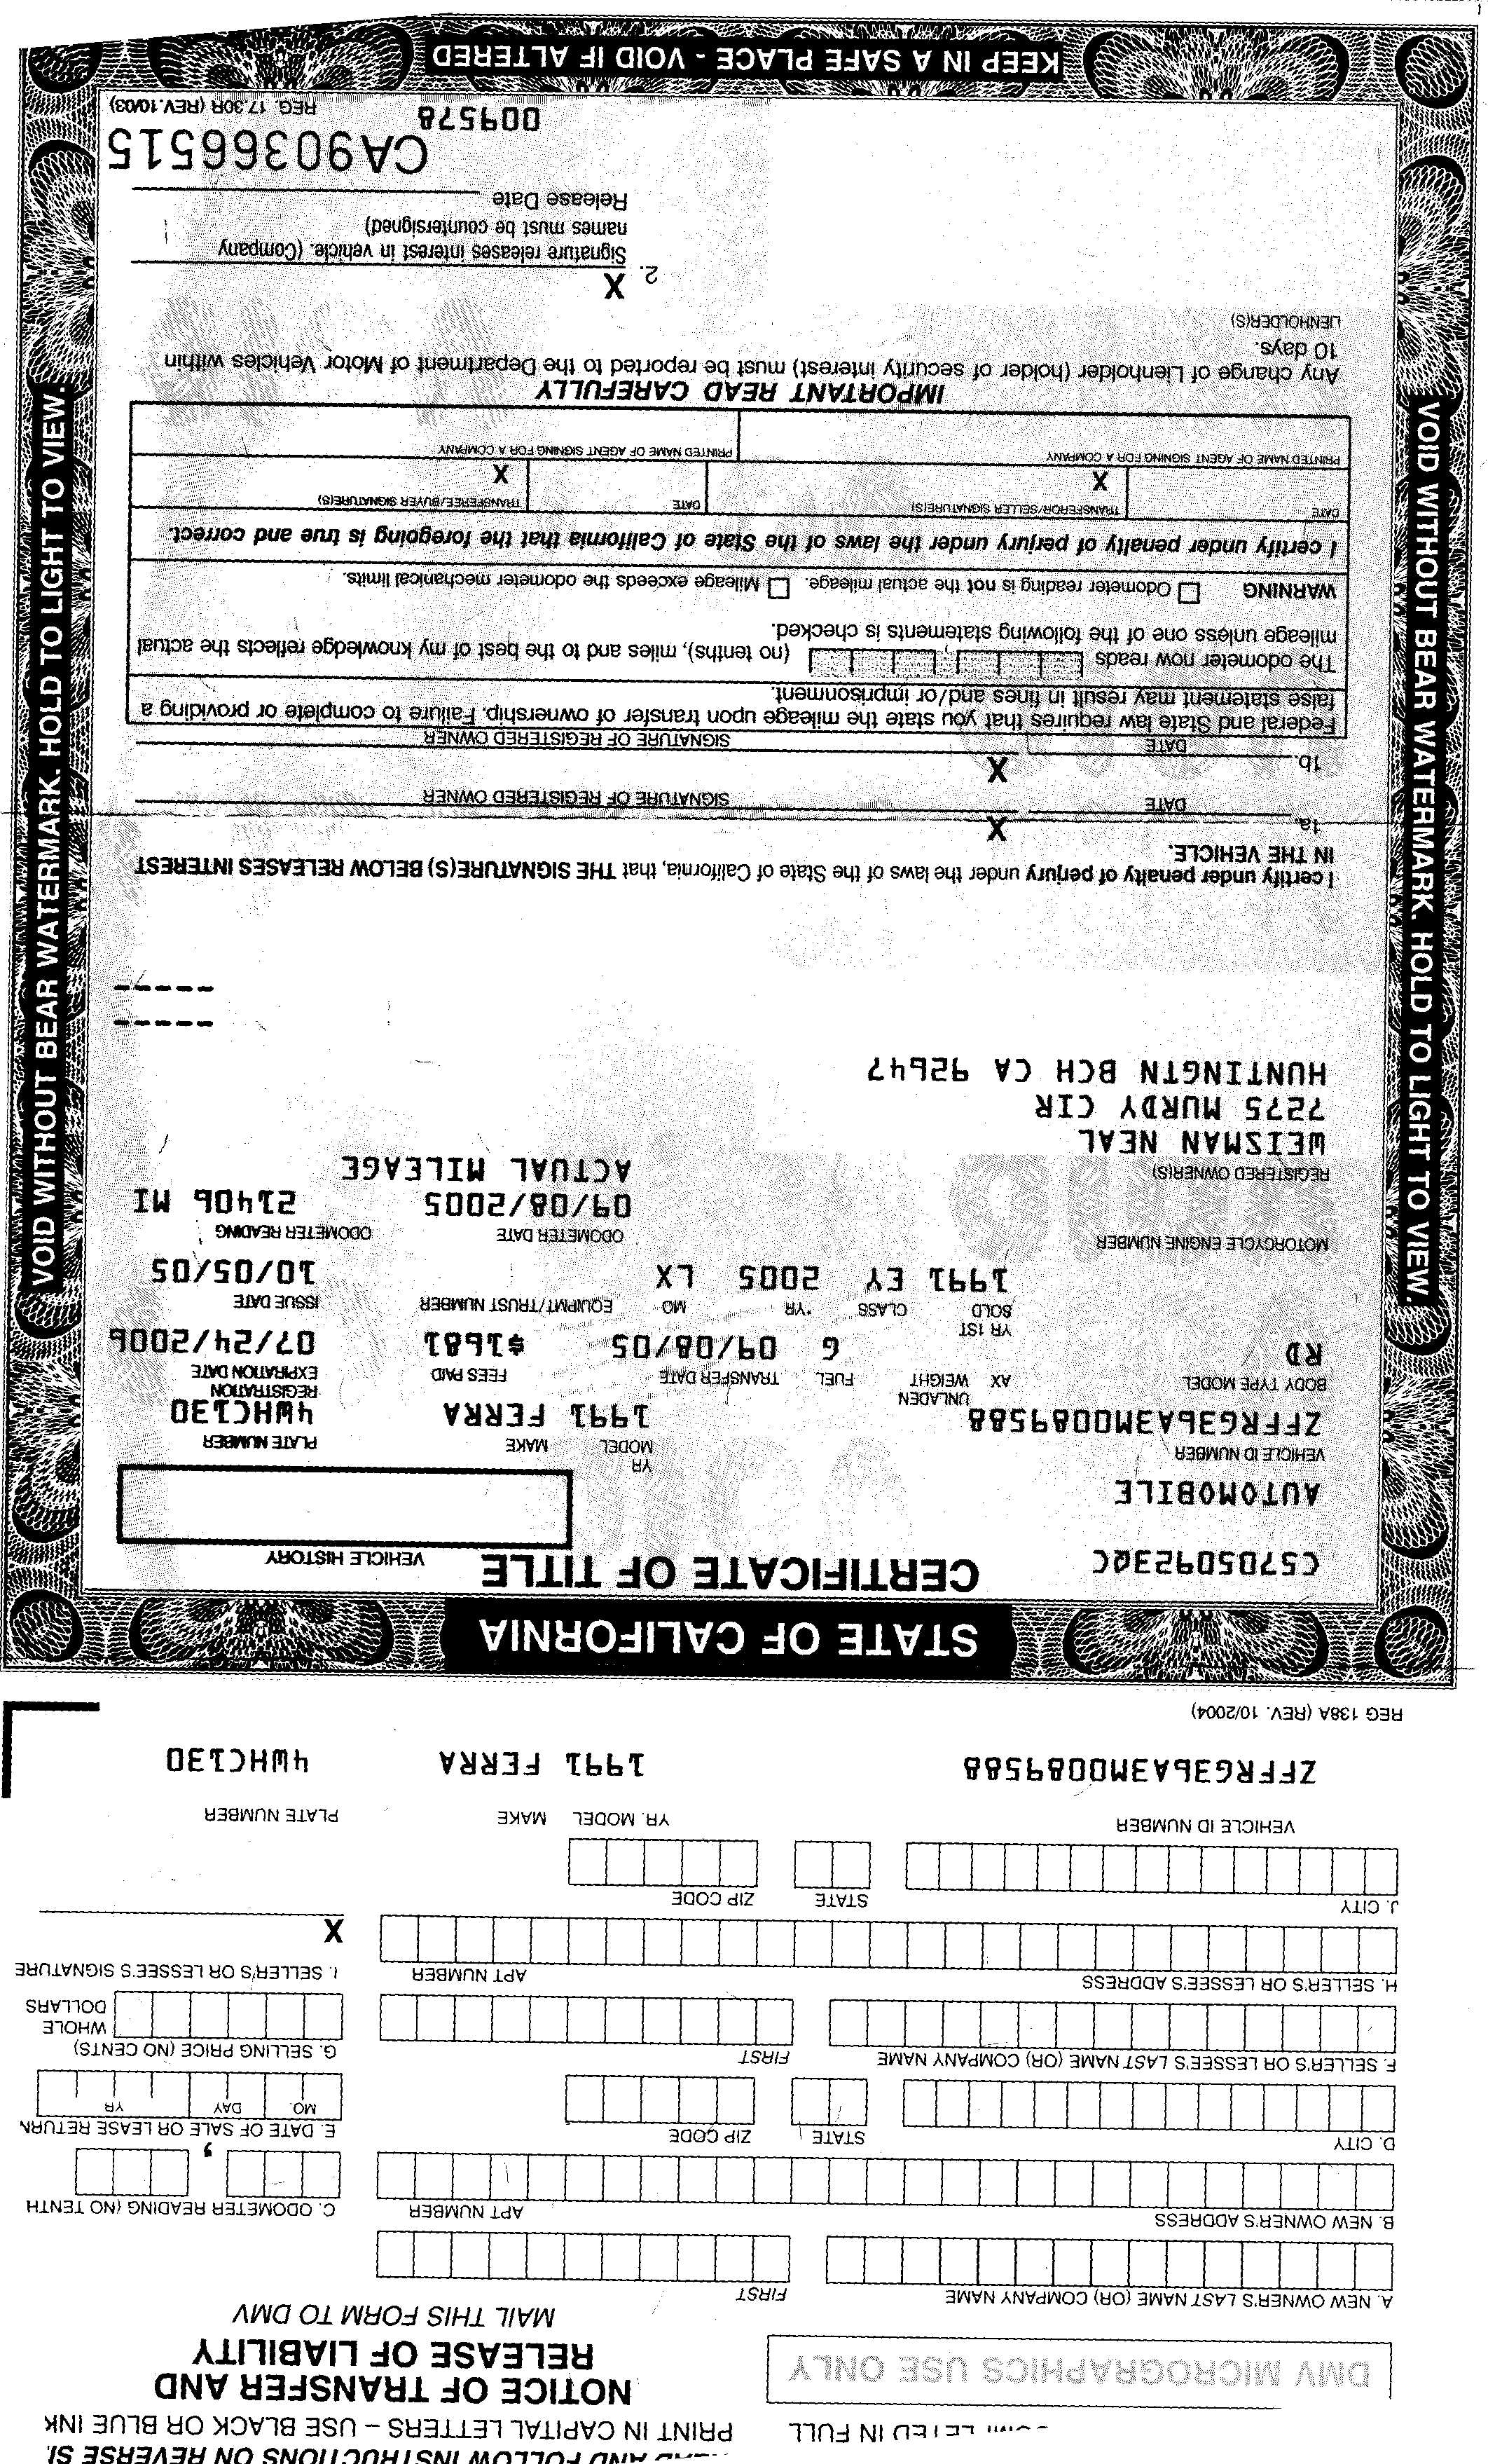 READ AND FOLLOW INSTRUCTIONS ON REVERSE SI
LETED IN FULL PRINT IN CAPITAL LETTERS – USE BLACK OR BLUE INK
DMV MICROGRAPHICS USE ONLY
NOTICE OF TRANSFER AND
RELEASE OF LIABILITY
MAIL THIS FORM TO DMV
A. NEW OWNER'S LAST NAME (OR) COMPANY NAME FIRST
B. NEW OWNER'S ADDRESS APT NUMBER C. ODOMETER READING (NO TENTH
,
D. CITY STATE ZIP CODE E. DATE OF SALE OR LEASE RETURN
MO. DAY YR
F. SELLER'S OR LESSEE'S LAST NAME (OR) COMPANY NAME FIRST G. SELLING PRICE (NO CENTS)
WHOLE
DOLLARS
H. SELLER'S OR LESSEE'S ADDRESS APT NUMBER I. SELLER'S OR LESSEE'S SIGNATURE
X
J. CITY STATE ZIP CODE
VEHICLE ID NUMBER YR. MODEL MAKE PLATE NUMBER
ZFFRG36A3M0089588 1991 FERRA 4WHC130
REG 138A (REV. 10/2004)
STATE OF CALIFORNIA
CERTIFICATE OF TITLE
C57050923QC
VEHICLE HISTORY
AUTOMOBILE
VEHICLE ID NUMBER YR MODEL MAKE PLATE NUMBER
ZFFRG36A3M0089588 1991 FERRA 4WHC130
BODY TYPE MODEL AX UNLADEN WEIGHT FUEL TRANSFER DATE FEES PAID REGISTRATION EXPIRATION DATE
RD G 09/08/05 $1681 07/24/2006
YR 1ST SOLD CLASS *YR MO EQUIPMT/TRUST NUMBER ISSUE DATE
1991 EY 2005 LX 10/05/05
MOTORCYCLE ENGINE NUMBER ODOMETER DATE ODOMETER READING
09/08/2005 21406 MI
ACTUAL MILEAGE
REGISTERED OWNER(S)
WEISMAN NEAL
7275 MURDY CIR
HUNTINGTN BCH CA 92647
-----
-----
I certify under penalty of perjury under the laws of the State of California, that THE SIGNATURE(S) BELOW RELEASES INTEREST
IN THE VEHICLE.
1a. X
DATE SIGNATURE OF REGISTERED OWNER
1b. X
DATE SIGNATURE OF REGISTERED OWNER
Federal and State law requires that you state the mileage upon transfer of ownership. Failure to complete or providing a
false statement may result in fines and/or imprisonment.
The odometer now reads , (no tenths), miles and to the best of my knowledge reflects the actual
mileage unless one of the following statements is checked.
WARNING Odometer reading is not the actual mileage. Mileage exceeds the odometer mechanical limits.
I certify under penalty of perjury under the laws of the State of California that the foregoing is true and correct.
DATE TRANSFEROR/SELLER SIGNATURE(S) DATE TRANSFEREE/BUYER SIGNATURE(S)
X X
PRINTED NAME OF AGENT SIGNING FOR A COMPANY PRINTED NAME OF AGENT SIGNING FOR A COMPANY
IMPORTANT READ CAREFULLY
Any change of Lienholder (holder of security interest) must be reported to the Department of Motor Vehicles within
10 days.
LIENHOLDER(S)
2. X
Signature releases interest in vehicle. (Company
names must be countersigned)
Release Date
CA90366515
009578
REG. 17.30R (REV.10/03)
KEEP IN A SAFE PLACE - VOID IF ALTERED
VOID WITHOUT BEAR WATERMARK. HOLD TO LIGHT TO VIEW.
VOID WITHOUT BEAR WATERMARK. HOLD TO LIGHT TO VIEW.